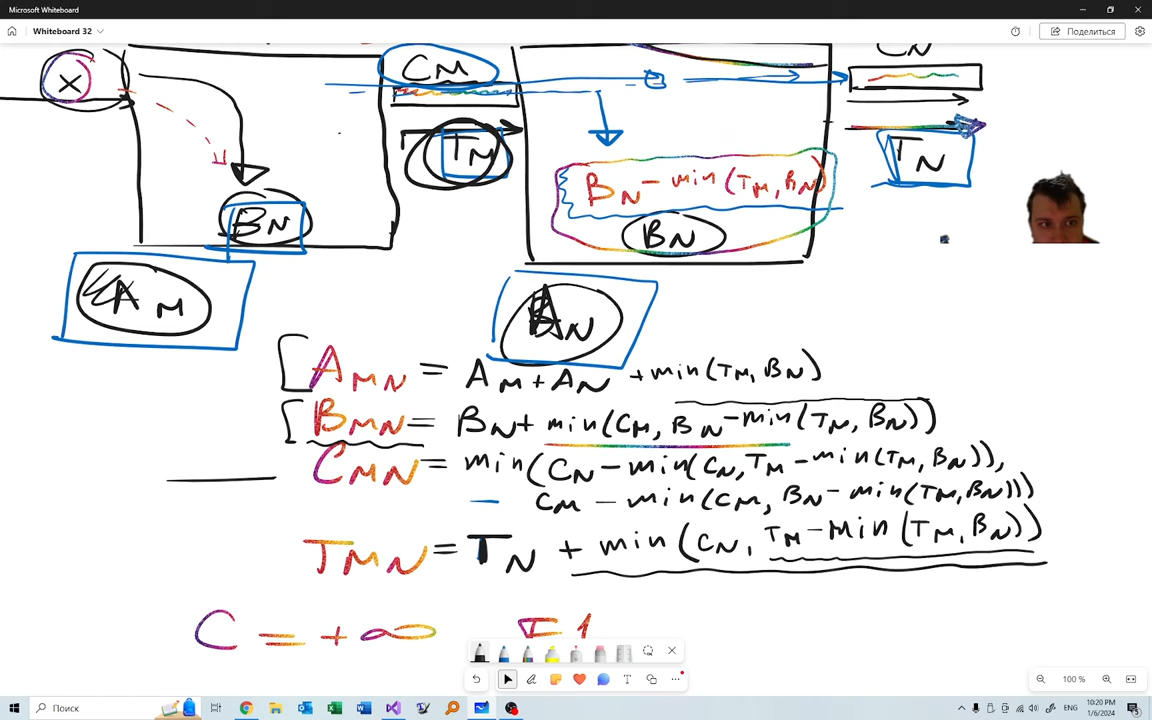 Microsoft Whiteboard
Whiteboard 32
Поделиться
X
CM
CN
TM
TN
BN - min(TM, BN)
BN
BN
AM
AN
AMN = AM + AN + min(TM, BN)
BMN = BN + min(CM, BN - min(TM, BN))
CMN = min(CN - min(CN, TM - min(TM, BN)),
CM - min(CM, BN - min(TM, BN)))
TMN = TN + min(CN, TM - min(TM, BN))
C = +∞
100 %
Поиск
ENG
10:20 PM
1/6/2024
5